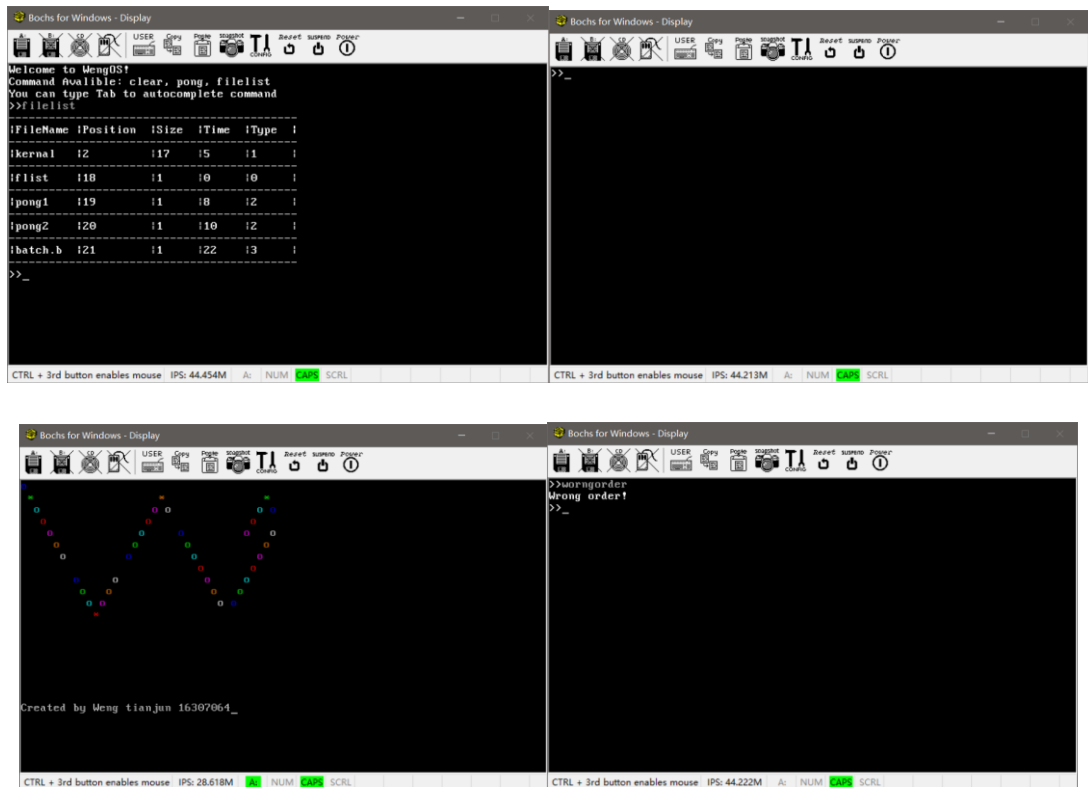 Bochs for Windows - Display
A: B: CD USER Copy Paste snapshot CONFIG Reset SUSPEND Power
Welcome to WengOS!
Command Avalible: clear, pong, filelist
You can type Tab to autocomplete command
>>filelist
|FileName |Position |Size |Time |Type |
|kernal |2 |17 |5 |1 |
|flist |18 |1 |0 |0 |
|pong1 |19 |1 |8 |2 |
|pong2 |20 |1 |10 |2 |
|batch.b |21 |1 |22 |3 |
>>_
CTRL + 3rd button enables mouse IPS: 44.454M A: NUM CAPS SCRL
Bochs for Windows - Display
A: B: CD USER Copy Paste snapshot CONFIG Reset SUSPEND Power
>>_
CTRL + 3rd button enables mouse IPS: 44.213M A: NUM CAPS SCRL
Bochs for Windows - Display
A: B: CD USER Copy Paste snapshot CONFIG Reset SUSPEND Power
Created by Weng tianjun 16307064_
CTRL + 3rd button enables mouse IPS: 28.618M A: NUM CAPS SCRL
Bochs for Windows - Display
A: B: CD USER Copy Paste snapshot CONFIG Reset SUSPEND Power
>>worngorder
Wrong order!
>>_
CTRL + 3rd button enables mouse IPS: 44.222M A: NUM CAPS SCRL